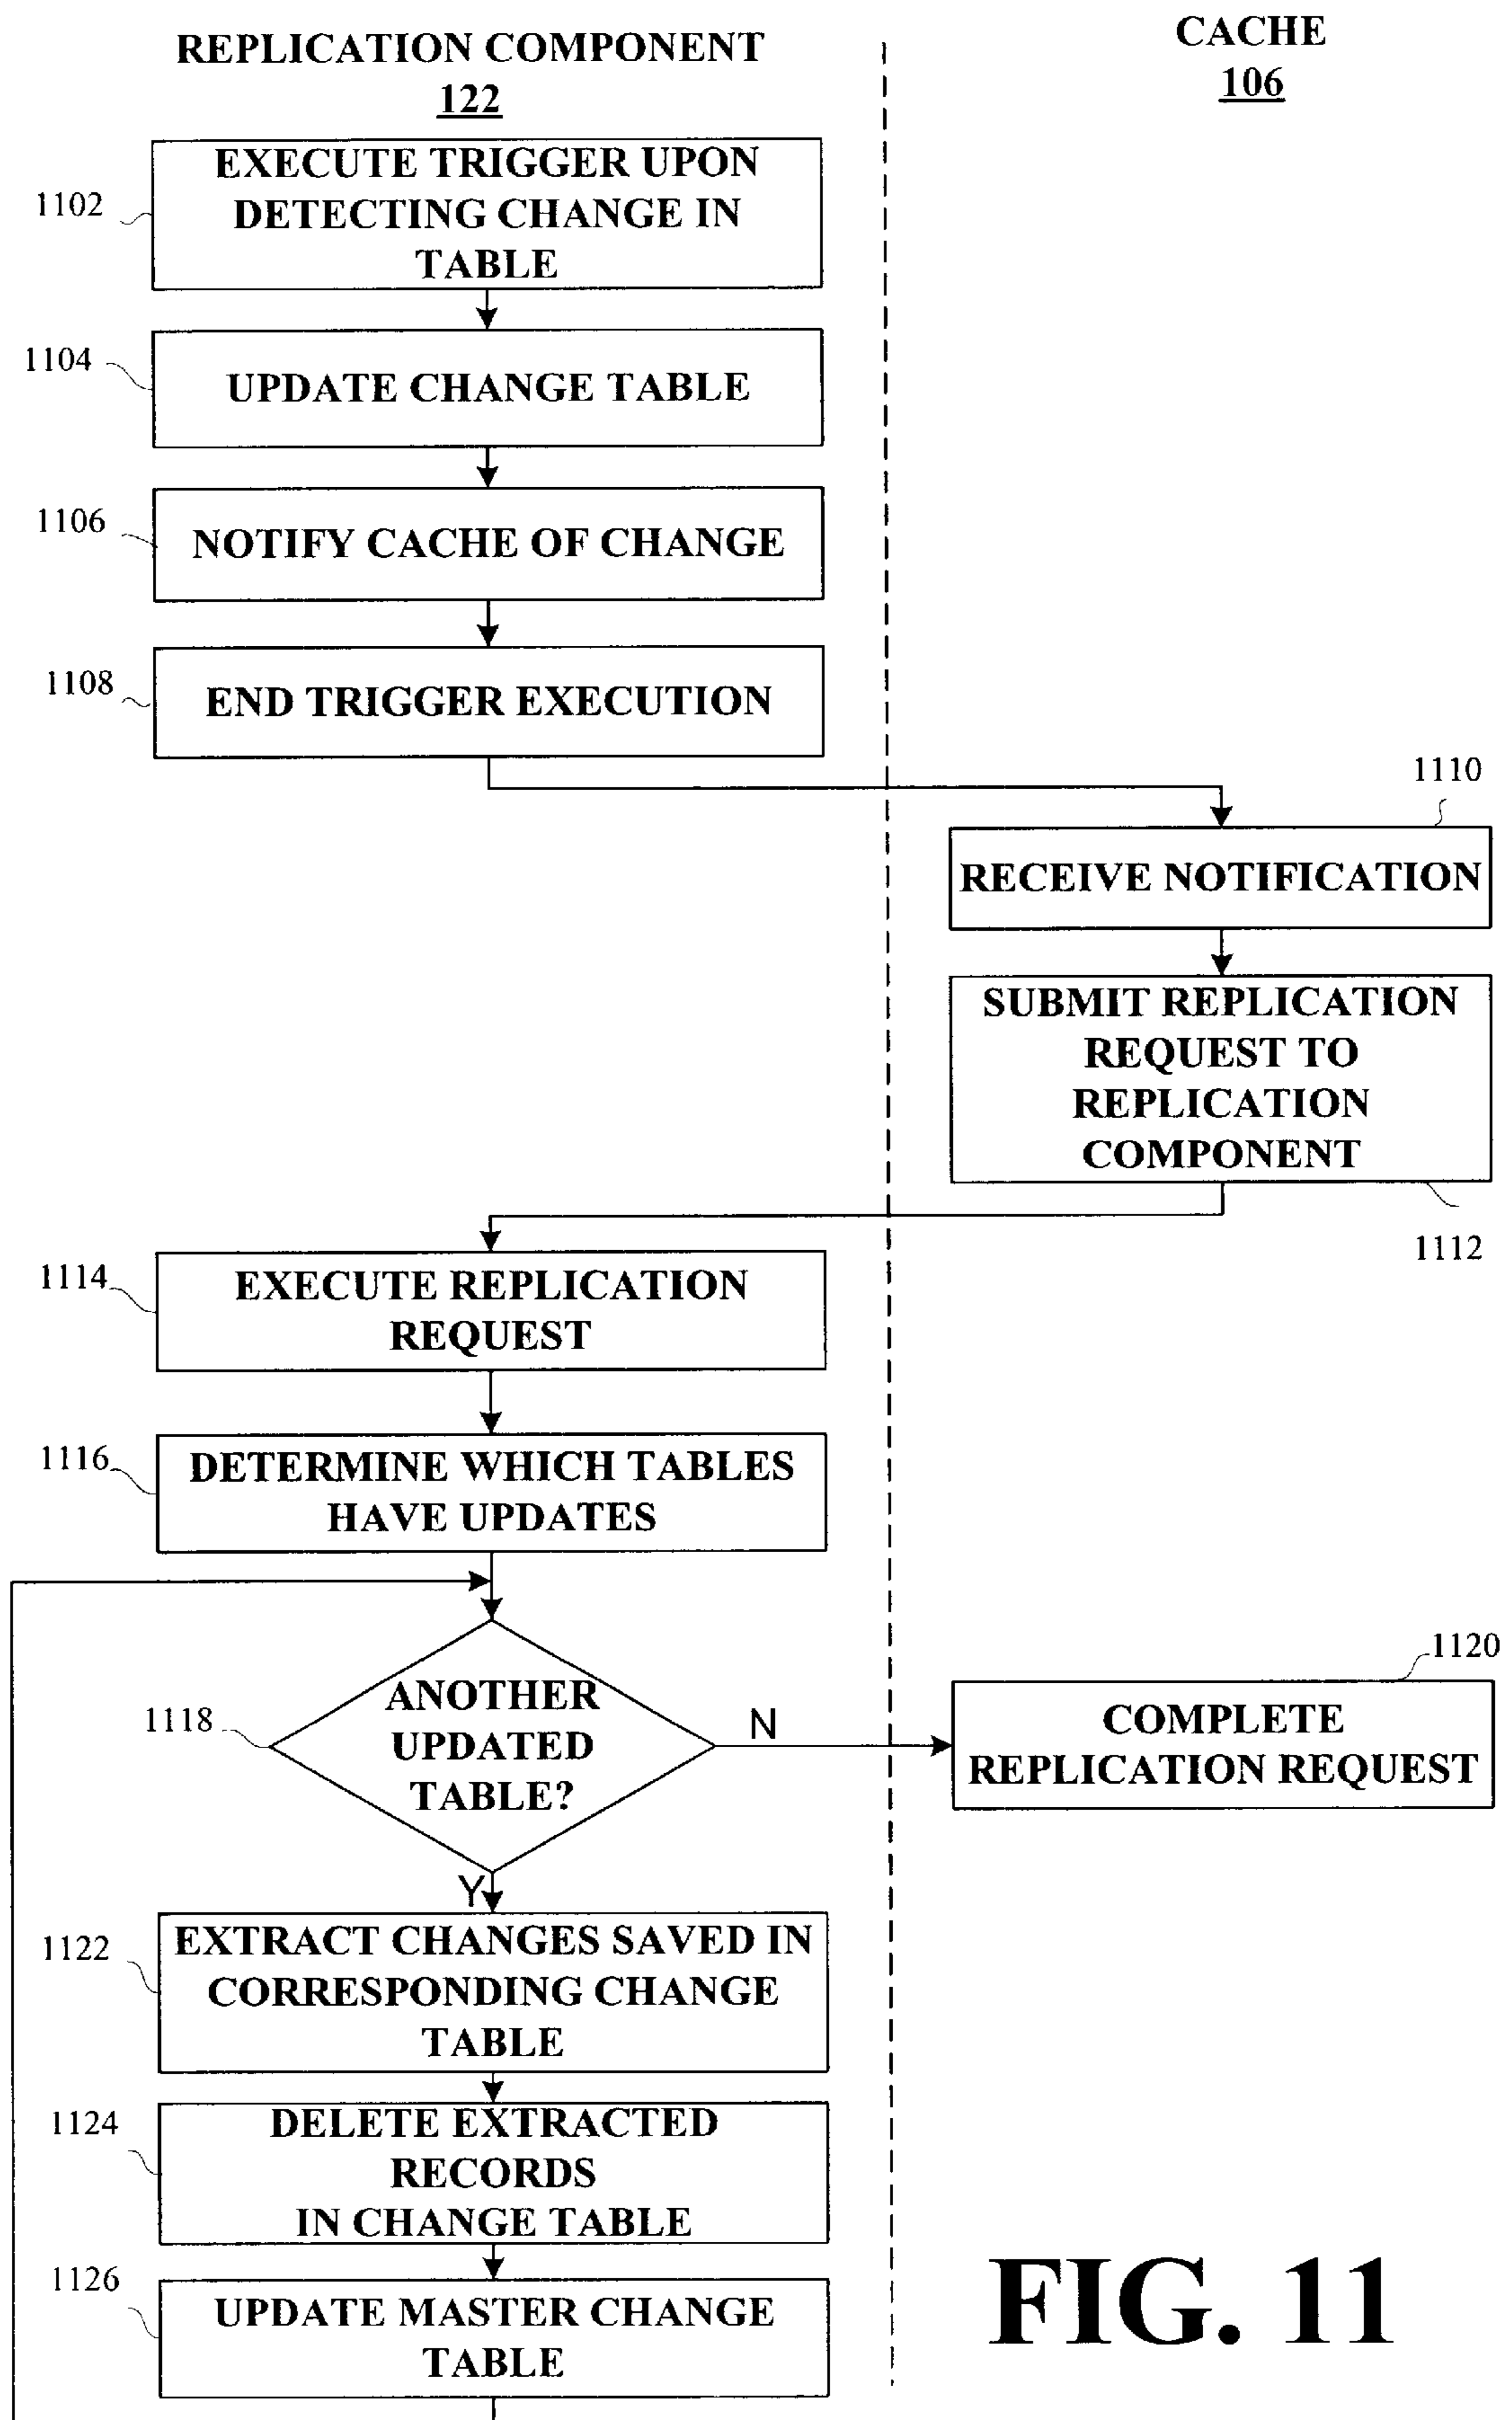 REPLICATION COMPONENT
122
CACHE
106
1102
EXECUTE TRIGGER UPON
DETECTING CHANGE IN
TABLE
1104
UPDATE CHANGE TABLE
1106
NOTIFY CACHE OF CHANGE
1108
END TRIGGER EXECUTION
1110
RECEIVE NOTIFICATION
SUBMIT REPLICATION
REQUEST TO
REPLICATION
COMPONENT
1112
1114
EXECUTE REPLICATION
REQUEST
1116
DETERMINE WHICH TABLES
HAVE UPDATES
1118
ANOTHER
UPDATED
TABLE?
N
1120
COMPLETE
REPLICATION REQUEST
Y
1122
EXTRACT CHANGES SAVED IN
CORRESPONDING CHANGE
TABLE
1124
DELETE EXTRACTED
RECORDS
IN CHANGE TABLE
1126
UPDATE MASTER CHANGE
TABLE
FIG. 11